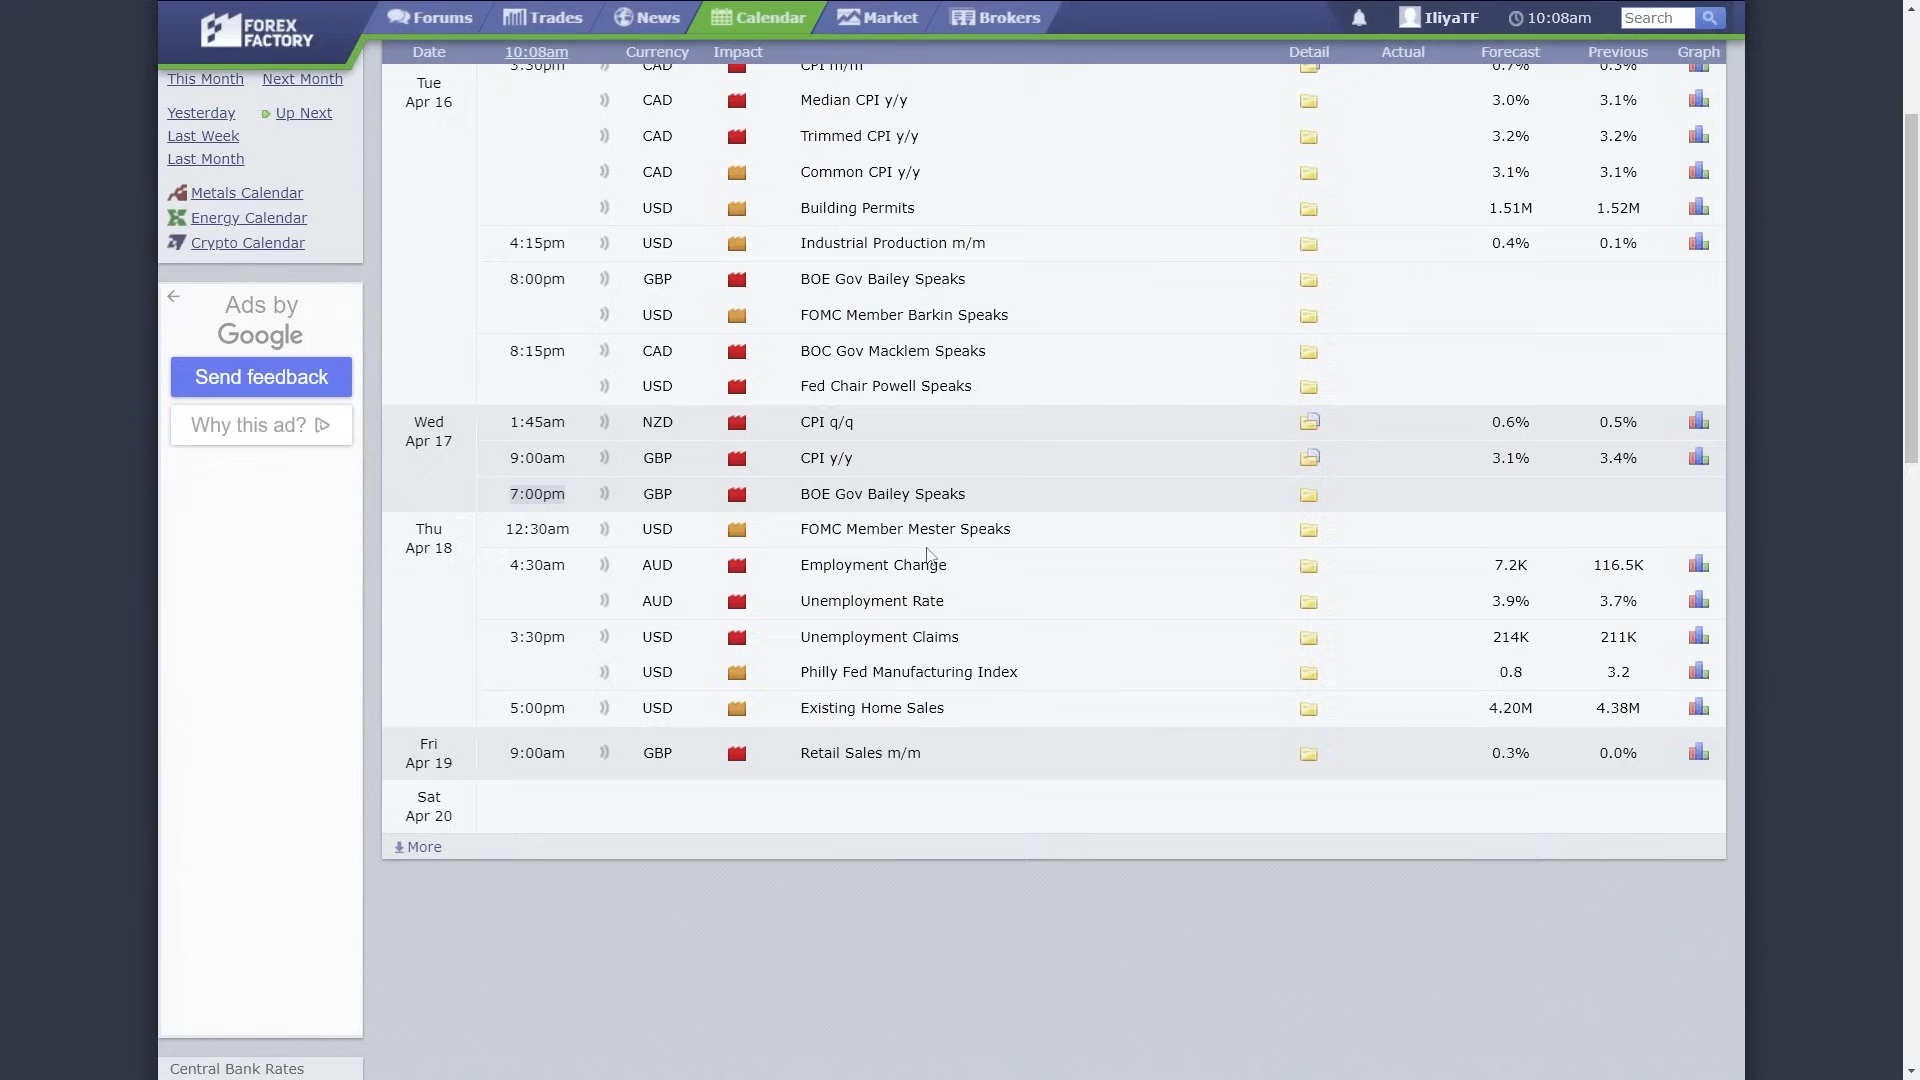 FOREX FACTORY
Forums Trades News Calendar Market Brokers IliyaTF 10:08am Search
This Month Next Month
Yesterday Up Next
Last Week
Last Month
Metals Calendar
Energy Calendar
Crypto Calendar
Ads by
Google
Send feedback
Why this ad?
Central Bank Rates
Date 10:08am Currency Impact Detail Actual Forecast Previous Graph
Tue Apr 16 3:30pm CAD CPI m/m 0.7% 0.3%
CAD Median CPI y/y 3.0% 3.1%
CAD Trimmed CPI y/y 3.2% 3.2%
CAD Common CPI y/y 3.1% 3.1%
USD Building Permits 1.51M 1.52M
4:15pm USD Industrial Production m/m 0.4% 0.1%
8:00pm GBP BOE Gov Bailey Speaks
USD FOMC Member Barkin Speaks
8:15pm CAD BOC Gov Macklem Speaks
USD Fed Chair Powell Speaks
Wed Apr 17 1:45am NZD CPI q/q 0.6% 0.5%
9:00am GBP CPI y/y 3.1% 3.4%
7:00pm GBP BOE Gov Bailey Speaks
Thu Apr 18 12:30am USD FOMC Member Mester Speaks
4:30am AUD Employment Change 7.2K 116.5K
AUD Unemployment Rate 3.9% 3.7%
3:30pm USD Unemployment Claims 214K 211K
USD Philly Fed Manufacturing Index 0.8 3.2
5:00pm USD Existing Home Sales 4.20M 4.38M
Fri Apr 19 9:00am GBP Retail Sales m/m 0.3% 0.0%
Sat Apr 20
More